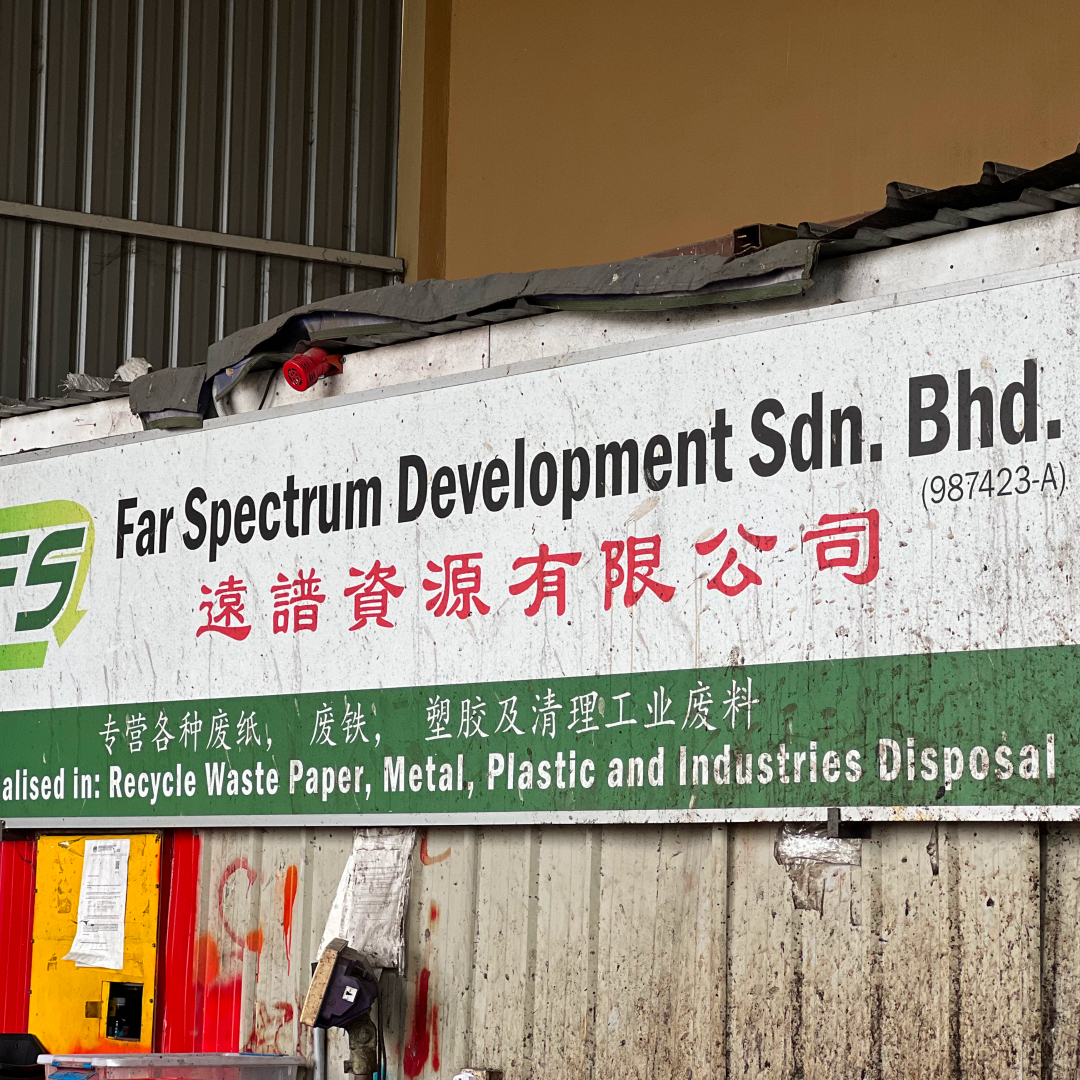 FS
Far Spectrum Development Sdn. Bhd.
(987423-A)
遠譜資源有限公司
专营各种废纸, 废铁, 塑胶及清理工业废料
alised in: Recycle Waste Paper, Metal, Plastic and Industries Disposal